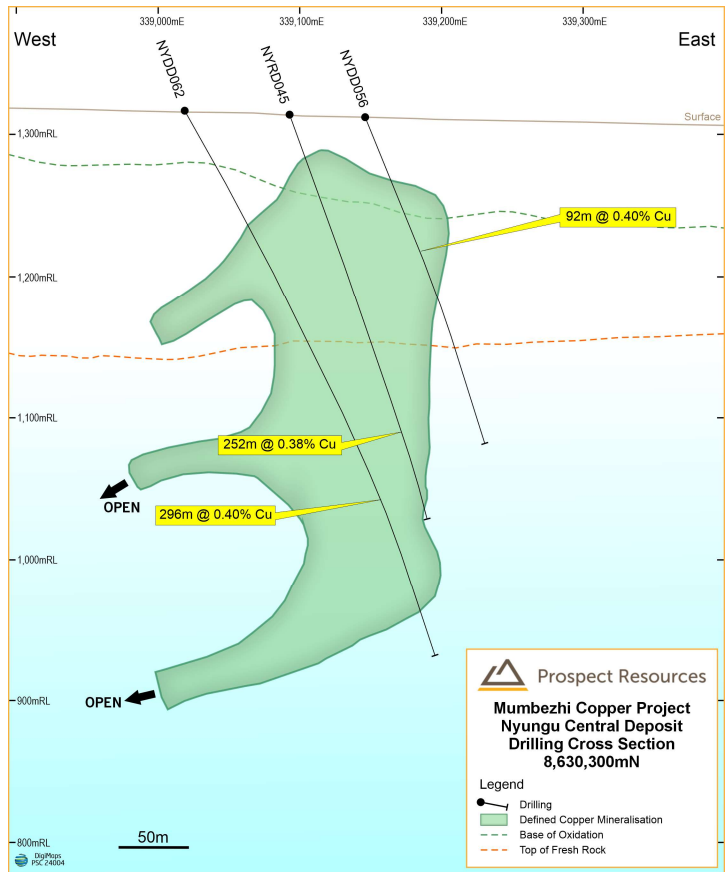 339,000mE
339,100mE
339,200mE
339,300mE
West
East
NYDD062
NYRD045
NYDD056
Surface
1,300mRL
92m @ 0.40% Cu
1,200mRL
1,100mRL
252m @ 0.38% Cu
OPEN
296m @ 0.40% Cu
1,000mRL
OPEN
900mRL
Prospect Resources
Mumbezhi Copper Project
Nyungu Central Deposit
Drilling Cross Section
8,630,300mN
Legend
Drilling
Defined Copper Mineralisation
Base of Oxidation
Top of Fresh Rock
50m
800mRL
DigiMaps
PSC 24004